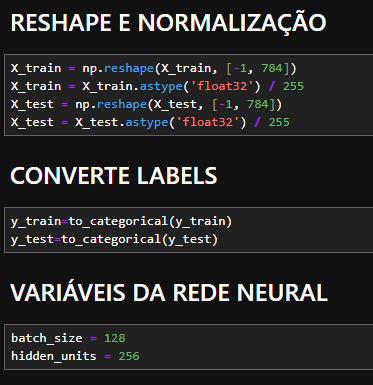 RESHAPE E NORMALIZAÇÃO
X_train = np.reshape(X_train, [-1, 784])
X_train = X_train.astype('float32') / 255
X_test = np.reshape(X_test, [-1, 784])
X_test = X_test.astype('float32') / 255
CONVERTE LABELS
y_train=to_categorical(y_train)
y_test=to_categorical(y_test)
VARIÁVEIS DA REDE NEURAL
batch_size = 128
hidden_units = 256